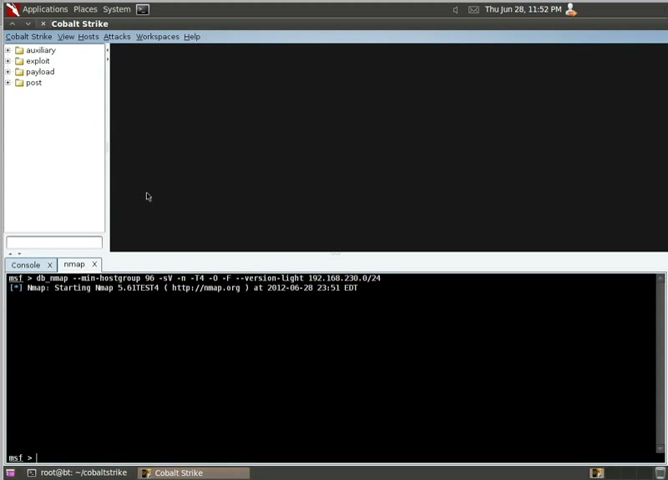 Applications Places System Thu Jun 28, 11:52 PM
Cobalt Strike
Cobalt Strike View Hosts Attacks Workspaces Help
auxiliary
exploit
payload
post
Console X nmap X
msf > db_nmap --min-hostgroup 96 -sV -n -T4 -O -F --version-light 192.168.230.0/24
[*] Nmap: Starting Nmap 5.61TEST4 ( http://nmap.org ) at 2012-06-28 23:51 EDT
msf >
root@bt: ~/cobaltstrike Cobalt Strike